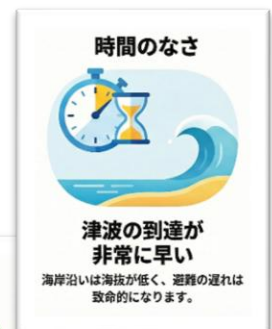 時間のなさ
津波の到達が
非常に早い
海岸沿いは海抜が低く、避難の遅れは
致命的になります。